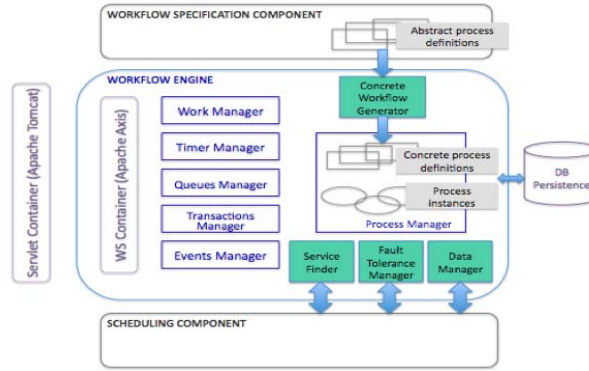 WORKFLOW SPECIFICATION COMPONENT
Abstract process
definitions
WORKFLOW ENGINE
Servlet Container (Apache Tomcat)
WS Container (Apache Axis)
Work Manager
Timer Manager
Queues Manager
Transactions
Manager
Events Manager
Concrete
Workflow
Generator
Concrete process
definitions
Process
instances
Process Manager
DB
Persistence
Service
Finder
Fault
Tolerance
Manager
Data
Manager
SCHEDULING COMPONENT